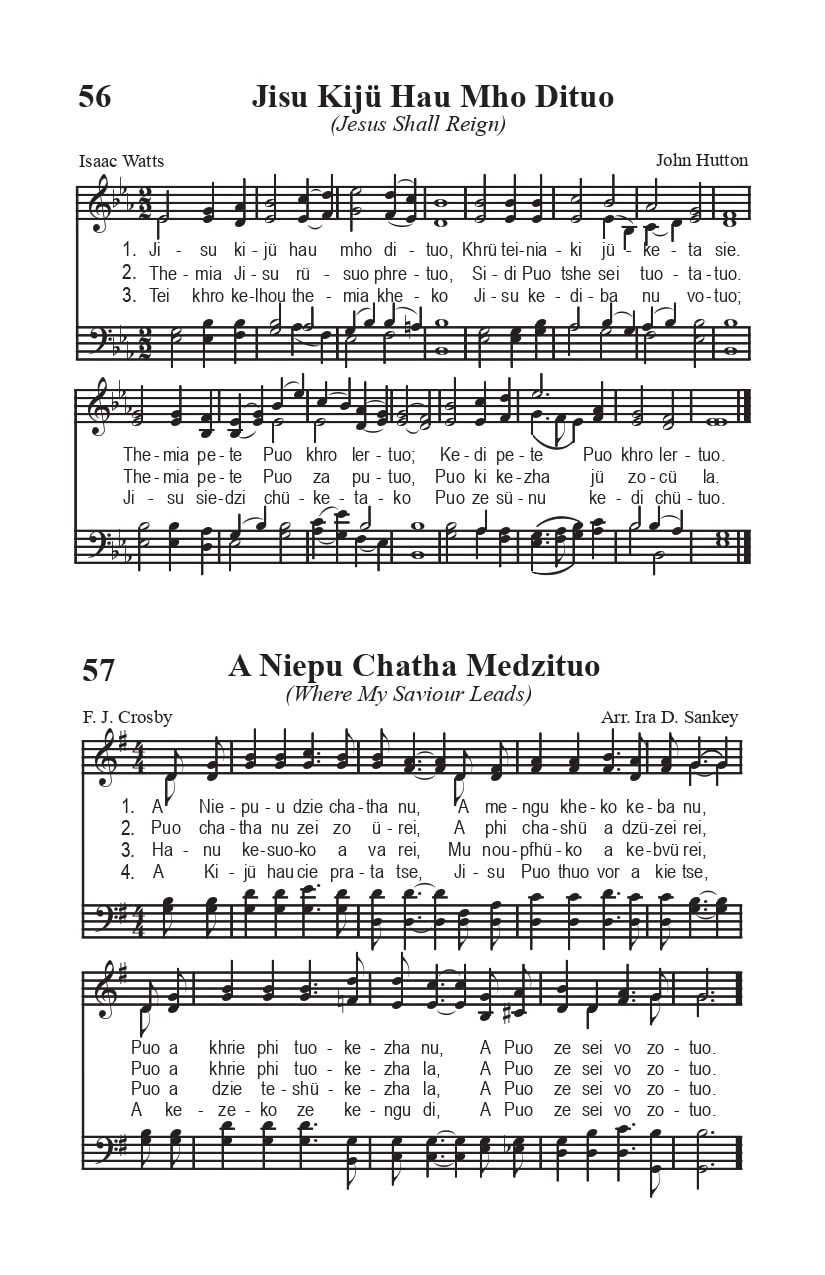 56 Jisu Kijü Hau Mho Dituo
(Jesus Shall Reign)
Isaac Watts John Hutton
1. Ji - su ki - jü hau mho di - tuo, Khrü tei - nia - ki jü - ke - ta sie.
2. The - mia Ji - su rü - suo phre - tuo, Si - di Puo tshe sei tuo - ta - tuo.
3. Tei khro ke - lhou the - mia khe - ko Ji - su ke - di - ba nu vo - tuo;
The - mia pe - te Puo khro ler - tuo; Ke - di pe - te Puo khro ler - tuo.
The - mia pe - te Puo za pu - tuo, Puo ki ke - zha jü zo - cü la.
Ji - su sie - dzi chü - ke - ta - ko Puo ze sü - nu ke - di chü - tuo.
57 A Niepu Chatha Medzituo
(Where My Saviour Leads)
F. J. Crosby Arr. Ira D. Sankey
1. A Nie - pu - u dzie cha - tha nu, A me - ngu khe - ko ke - ba nu,
2. Puo cha - tha nu zei zo ü - rei, A phi cha - shü a dzü - zei rei,
3. Ha - nu ke - suo - ko a va rei, Mu nou - pfhü - ko a ke - bvü rei,
4. A Ki - jü hau cie pra - ta tse, Ji - su Puo thuo vor a kie tse,
Puo a khrie phi tuo - ke - zha nu, A Puo ze sei vo zo - tuo.
Puo a khrie phi tuo - ke - zha la, A Puo ze sei vo zo - tuo.
Puo a dzie te - shü - ke - zha la, A Puo ze sei vo zo - tuo.
A ke - ze - ko ze ke - ngu di, A Puo ze sei vo zo - tuo.